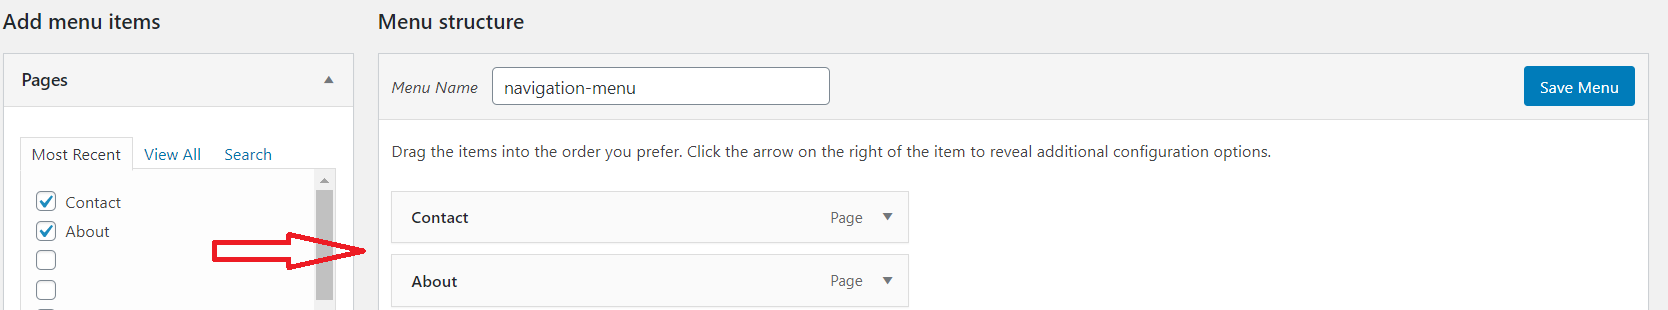 Add menu items
Menu structure
Pages
Menu Name navigation-menu Save Menu
Most Recent View All Search
Contact
About
Drag the items into the order you prefer. Click the arrow on the right of the item to reveal additional configuration options.
Contact Page
About Page